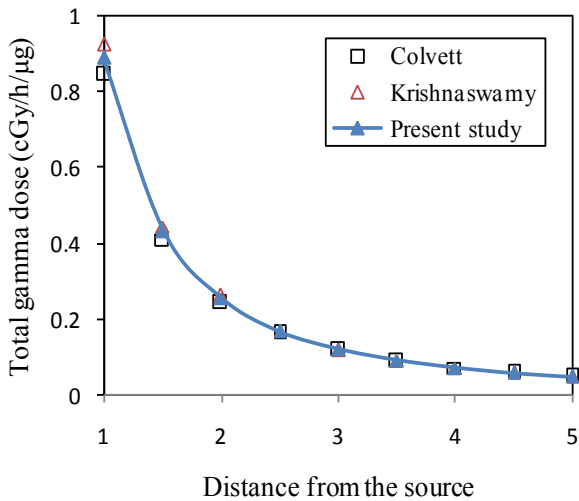 Total gamma dose (cGy/h/µg)
1
0.8
0.6
0.4
0.2
0
Colvett
Krishnaswamy
Present study
1 2 3 4 5
Distance from the source